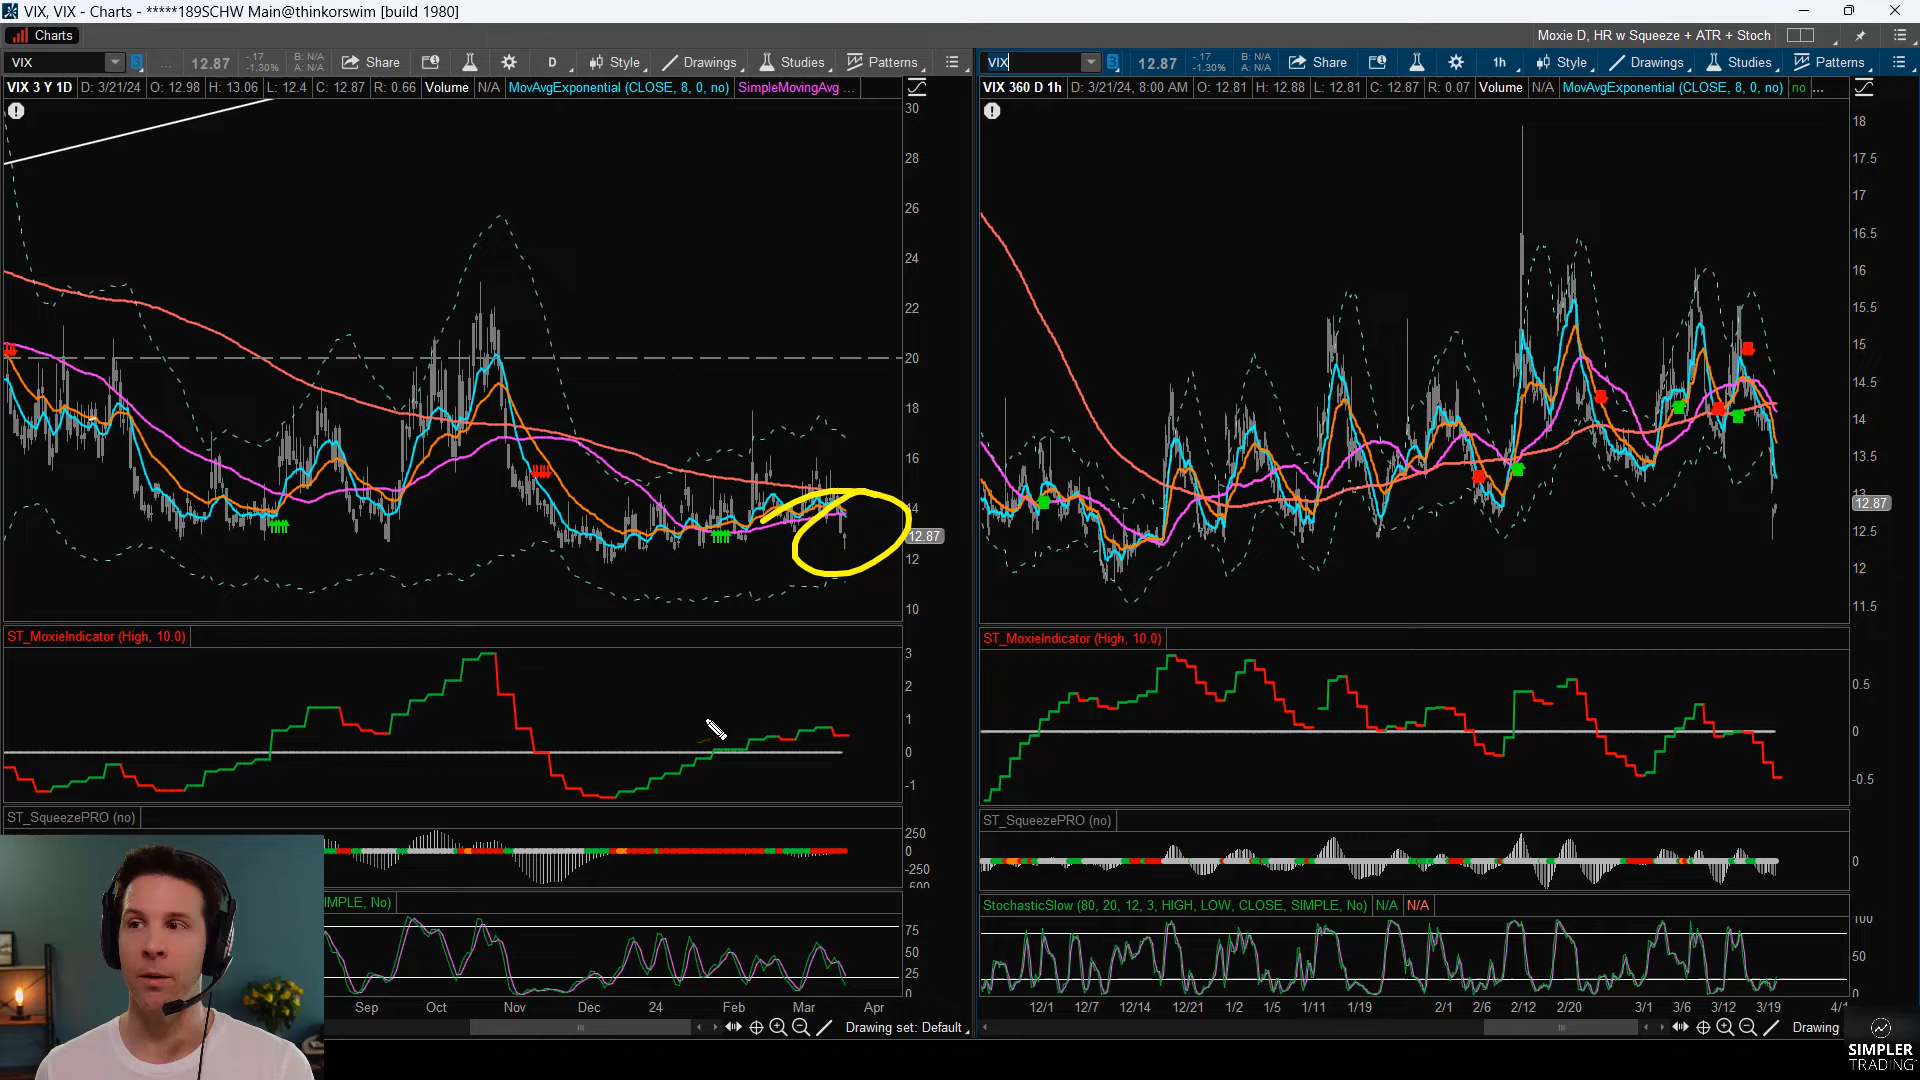 VIX, VIX - Charts - *****189SCHW Main@thinkorswim [build 1980]
Charts
Moxie D, HR w Squeeze + ATR + Stoch
VIX
3
12.87
-.17
-1.30%
B: N/A
A: N/A
Share
D
Style
Drawings
Studies
Patterns
VIX
3
12.87
-.17
-1.30%
B: N/A
A: N/A
Share
1h
Style
Drawings
Studies
Patterns
VIX 3 Y 1D
D: 3/21/24
O: 12.98
H: 13.06
L: 12.4
C: 12.87
R: 0.66
Volume
N/A
MovAvgExponential (CLOSE, 8, 0, no)
SimpleMovingAvg ...
VIX 360 D 1h
D: 3/21/24, 8:00 AM
O: 12.81
H: 12.88
L: 12.81
C: 12.87
R: 0.07
Volume
N/A
MovAvgExponential (CLOSE, 8, 0, no)
no
...
30
28
26
24
22
20
18
16
14
12.87
12
10
18
17.5
17
16.5
16
15.5
15
14.5
14
13.5
13
12.87
12.5
12
11.5
ST_MoxieIndicator (High, 10.0)
3
2
1
0
-1
ST_MoxieIndicator (High, 10.0)
0.5
0
-0.5
ST_SqueezePRO (no)
250
0
-250
-500
ST_SqueezePRO (no)
0
IMPLE, No)
75
50
25
0
StochasticSlow (80, 20, 12, 3, HIGH, LOW, CLOSE, SIMPLE, No)
N/A
N/A
100
50
0
Sep
Oct
Nov
Dec
24
Feb
Mar
Apr
12/1
12/7
12/14
12/21
1/2
1/5
1/11
1/19
2/1
2/6
2/12
2/20
3/1
3/6
3/12
3/19
Drawing set: Default
Drawing
SIMPLER
TRADING